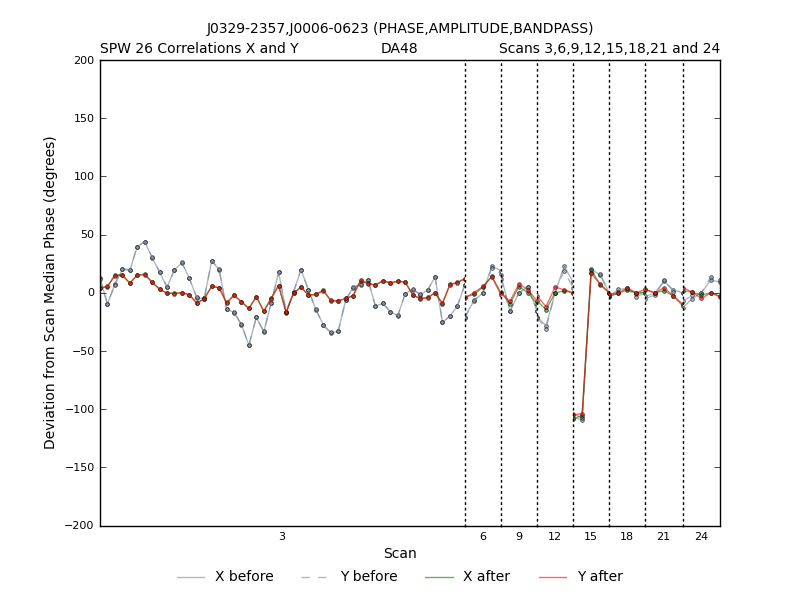 J0329-2357,J0006-0623 (PHASE,AMPLITUDE,BANDPASS)
SPW 26 Correlations X and Y DA48 Scans 3,6,9,12,15,18,21 and 24
200
150
100
50
0
−50
−100
−150
−200
Deviation from Scan Median Phase (degrees)
3 6 9 12 15 18 21 24
Scan
X before Y before X after Y after